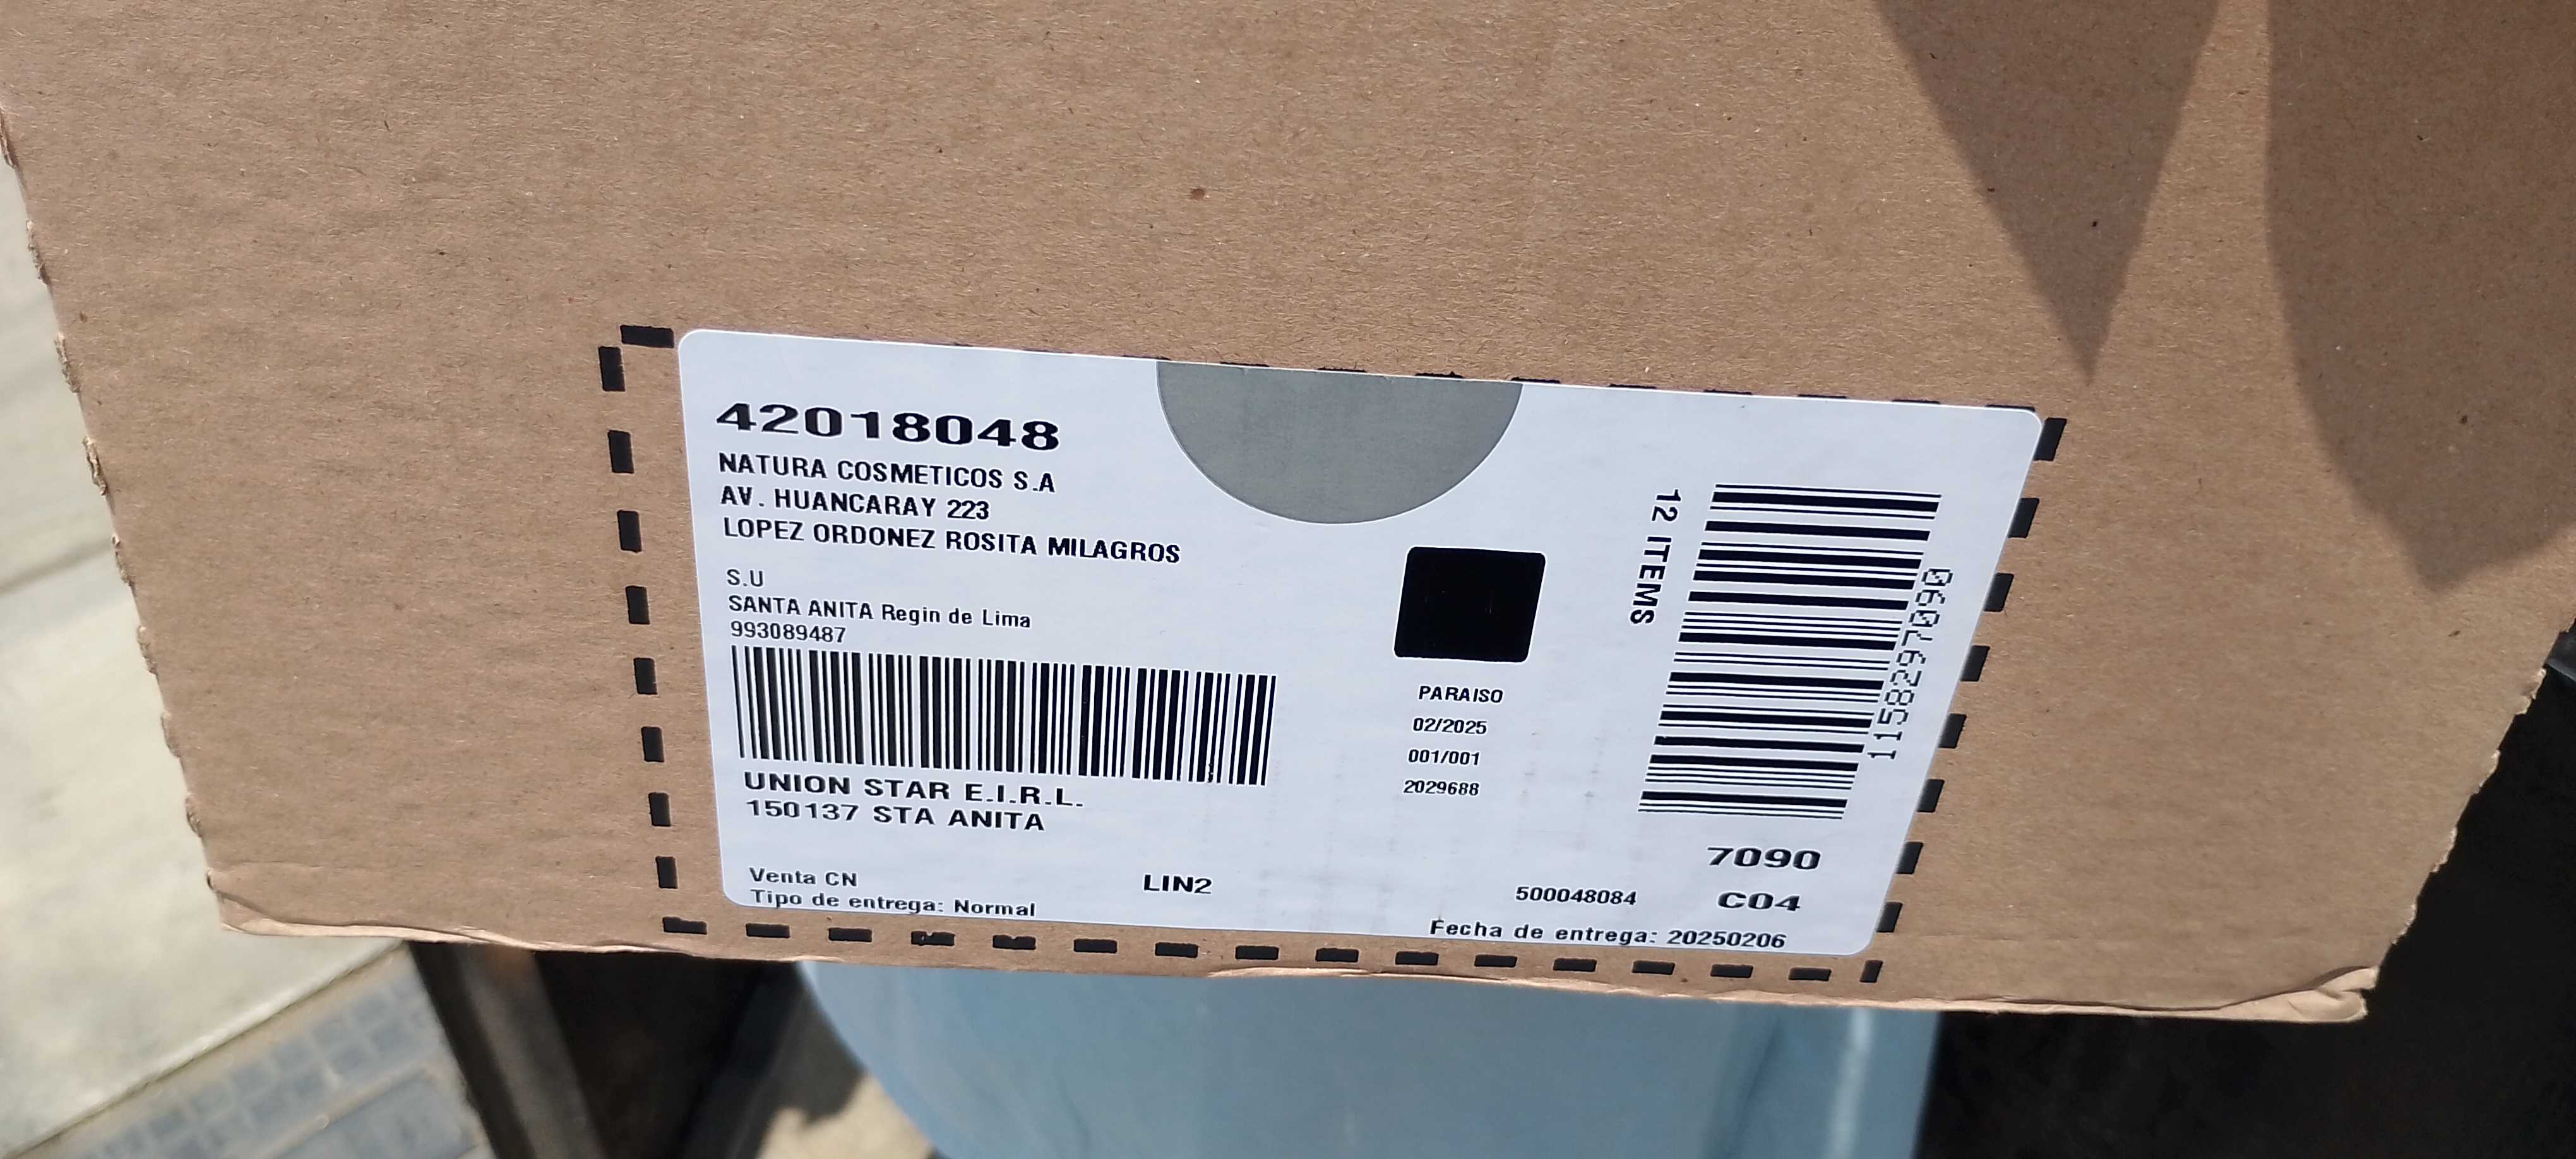 42018048
NATURA COSMETICOS S.A
AV. HUANCARAY 223
LOPEZ ORDONEZ ROSITA MILAGROS
S.U
SANTA ANITA Regin de Lima
993089487
UNION STAR E.I.R.L.
150137 STA ANITA
Venta CN
Tipo de entrega: Normal
LIN2
PARAISO
02/2025
001/001
2029688
12 ITEMS
7090
C04
500048084
Fecha de entrega: 20250206